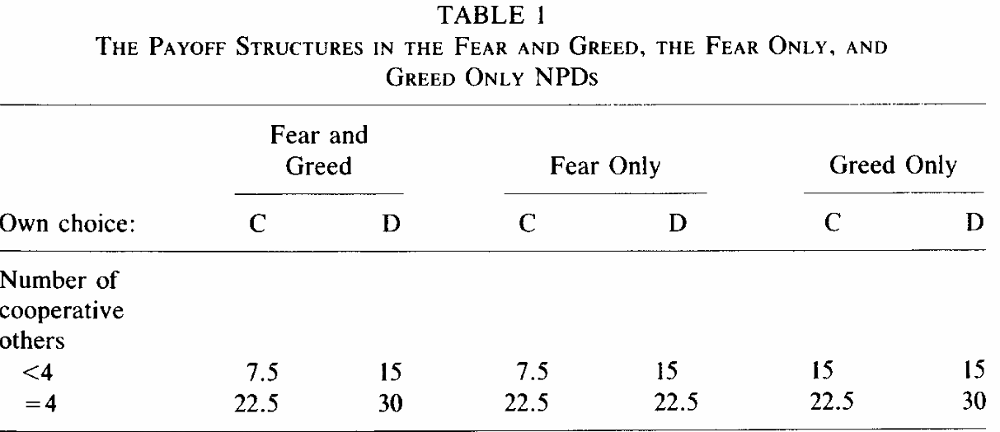 TABLE 1
THE PAYOFF STRUCTURES IN THE FEAR AND GREED, THE FEAR ONLY, AND
GREED ONLY NPDS
Fear and
Greed Fear Only Greed Only
Own choice: C D C D C D
Number of
cooperative
others
<4 7.5 15 7.5 15 15 15
=4 22.5 30 22.5 22.5 22.5 30